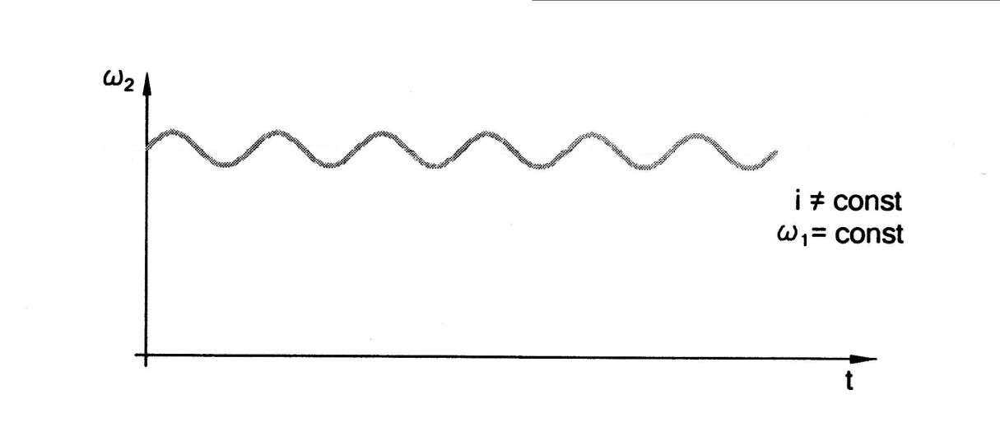 ω₂
i ≠ const
ω₁= const
t